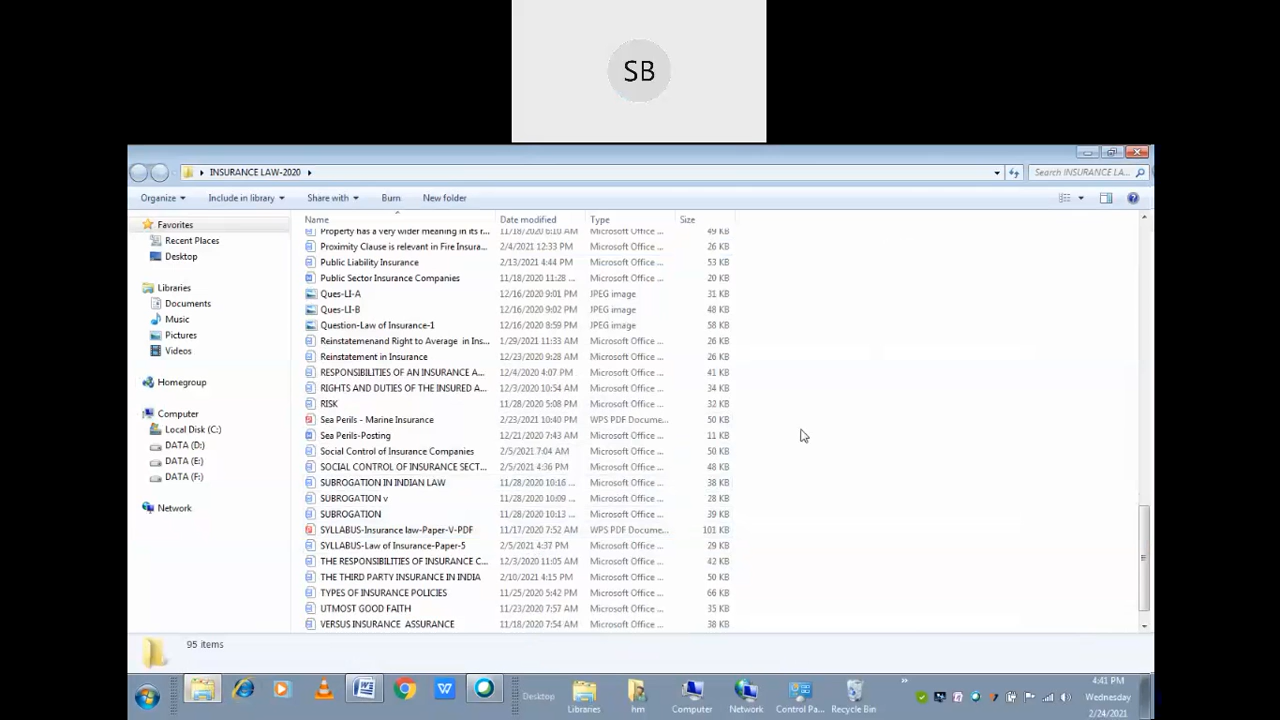 SB
INSURANCE LAW-2020
Search INSURANCE LA...
Organize Include in library Share with Burn New folder
Favorites
Recent Places
Desktop
Libraries
Documents
Music
Pictures
Videos
Homegroup
Computer
Local Disk (C:)
DATA (D:)
DATA (E:)
DATA (F:)
Network
Name Date modified Type Size
Property has a very wider meaning in its r... 11/18/2020 6:10 AM Microsoft Office ... 49 KB
Proximity Clause is relevant in Fire Insura... 2/4/2021 12:33 PM Microsoft Office ... 26 KB
Public Liability Insurance 2/13/2021 4:44 PM Microsoft Office ... 53 KB
Public Sector Insurance Companies 11/18/2020 11:28 ... Microsoft Office ... 20 KB
Ques-LI-A 12/16/2020 9:01 PM JPEG image 31 KB
Ques-LI-B 12/16/2020 9:02 PM JPEG image 48 KB
Question-Law of Insurance-1 12/16/2020 8:59 PM JPEG image 58 KB
Reinstatemenand Right to Average in Ins... 1/29/2021 11:33 AM Microsoft Office ... 26 KB
Reinstatement in Insurance 12/23/2020 9:28 ... Microsoft Office ... 26 KB
RESPONSIBILITIES OF AN INSURANCE A... 12/4/2020 4:07 PM Microsoft Office ... 41 KB
RIGHTS AND DUTIES OF THE INSURED A... 12/3/2020 10:54 AM Microsoft Office ... 34 KB
RISK 11/28/2020 5:08 PM Microsoft Office ... 32 KB
Sea Perils - Marine Insurance 2/23/2021 10:40 PM WPS PDF Docume... 50 KB
Sea Perils-Posting 12/21/2020 7:43 AM Microsoft Office ... 11 KB
Social Control of Insurance Companies 2/5/2021 7:04 AM Microsoft Office ... 50 KB
SOCIAL CONTROL OF INSURANCE SECT... 2/5/2021 4:36 PM Microsoft Office ... 48 KB
SUBROGATION IN INDIAN LAW 11/28/2020 10:16 ... Microsoft Office ... 38 KB
SUBROGATION v 11/28/2020 10:09 ... Microsoft Office ... 28 KB
SUBROGATION 11/28/2020 10:13 ... Microsoft Office ... 39 KB
SYLLABUS-Insurance law-Paper-V-PDF 11/17/2020 7:52 AM WPS PDF Docume... 101 KB
SYLLABUS-Law of Insurance-Paper-5 2/5/2021 4:37 PM Microsoft Office ... 29 KB
THE RESPONSIBILITIES OF INSURANCE C... 12/3/2020 11:05 AM Microsoft Office ... 42 KB
THE THIRD PARTY INSURANCE IN INDIA 2/10/2021 4:15 PM Microsoft Office ... 50 KB
TYPES OF INSURANCE POLICIES 11/25/2020 5:42 PM Microsoft Office ... 66 KB
UTMOST GOOD FAITH 11/23/2020 7:57 AM Microsoft Office ... 35 KB
VERSUS INSURANCE ASSURANCE 11/18/2020 7:54 AM Microsoft Office ... 38 KB
95 items
Desktop
Libraries hm Computer Network Control Pa... Recycle Bin
4:41 PM
Wednesday
2/24/2021